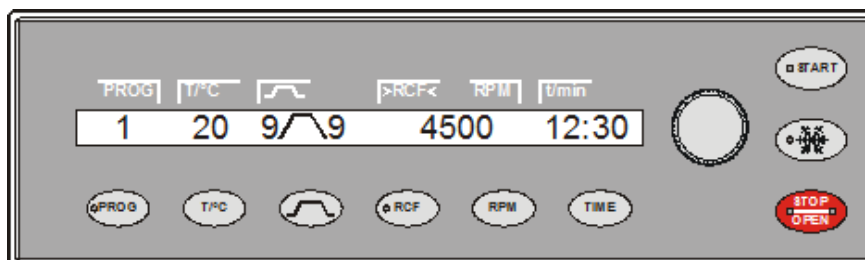 START
PROG T/°C >RCF< RPM t/min
1 20 9 9 4500 12:30
PROG T/°C RCF RPM TIME
STOP
OPEN